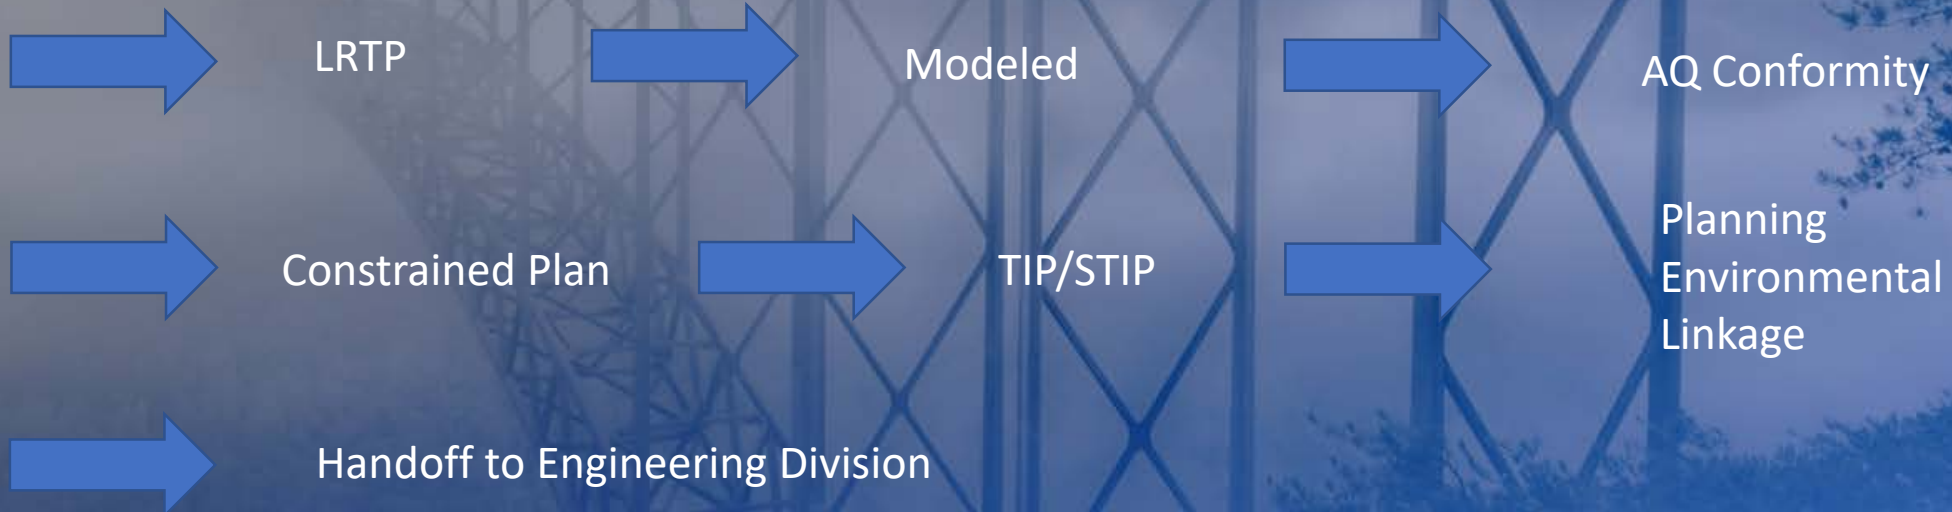 LRTP
Modeled
AQ Conformity
Constrained Plan
TIP/STIP
Planning
Environmental
Linkage
Handoff to Engineering Division